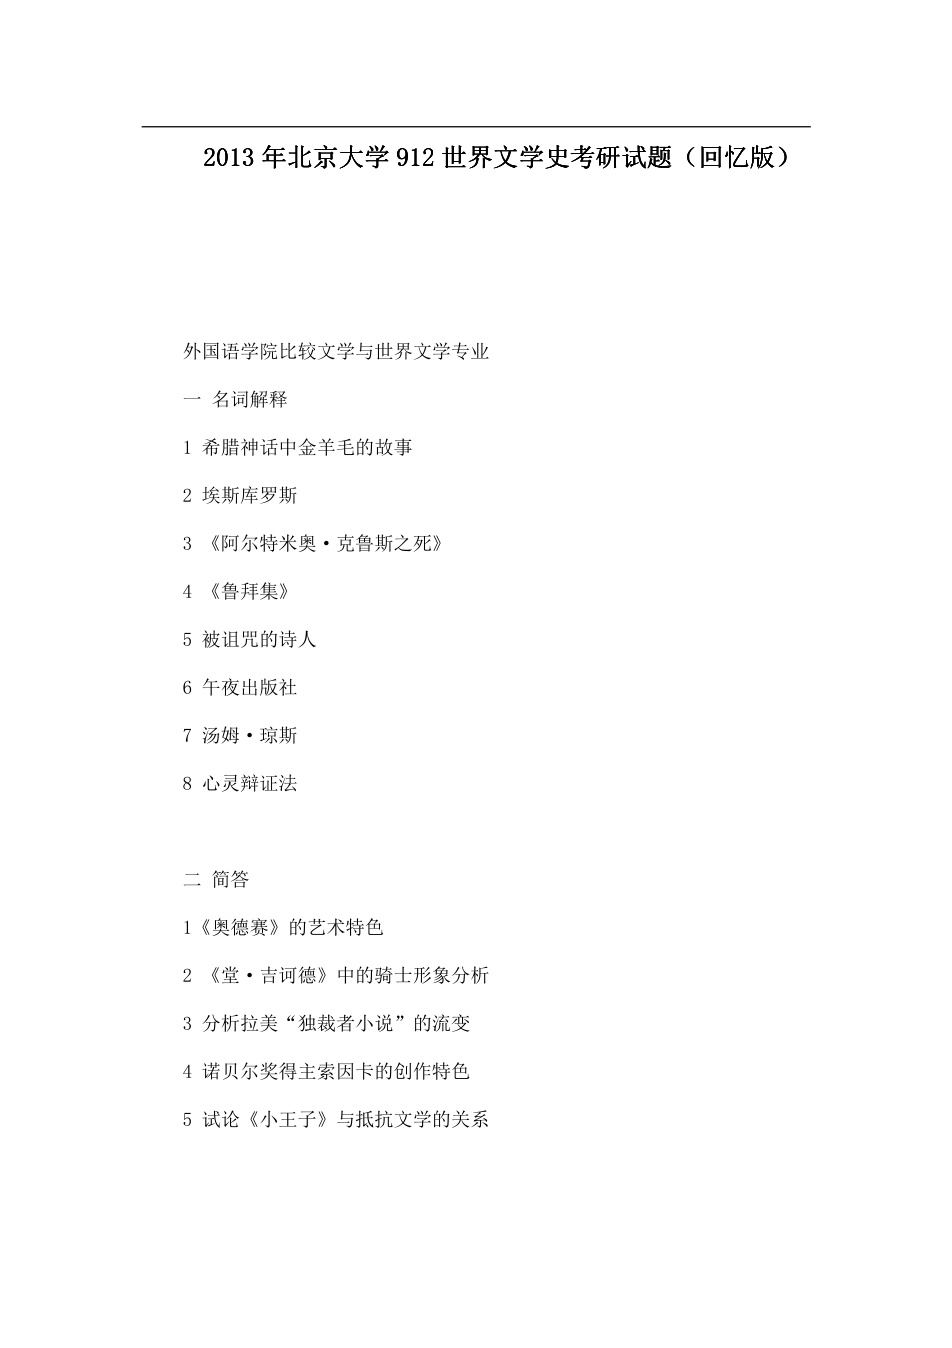 2013 年北京大学 912 世界文学史考研试题（回忆版）
外国语学院比较文学与世界文学专业
一 名词解释
1 希腊神话中金羊毛的故事
2 埃斯库罗斯
3 《阿尔特米奥·克鲁斯之死》
4 《鲁拜集》
5 被诅咒的诗人
6 午夜出版社
7 汤姆·琼斯
8 心灵辩证法
二 简答
1《奥德赛》的艺术特色
2 《堂·吉诃德》中的骑士形象分析
3 分析拉美“独裁者小说”的流变
4 诺贝尔奖得主索因卡的创作特色
5 试论《小王子》与抵抗文学的关系